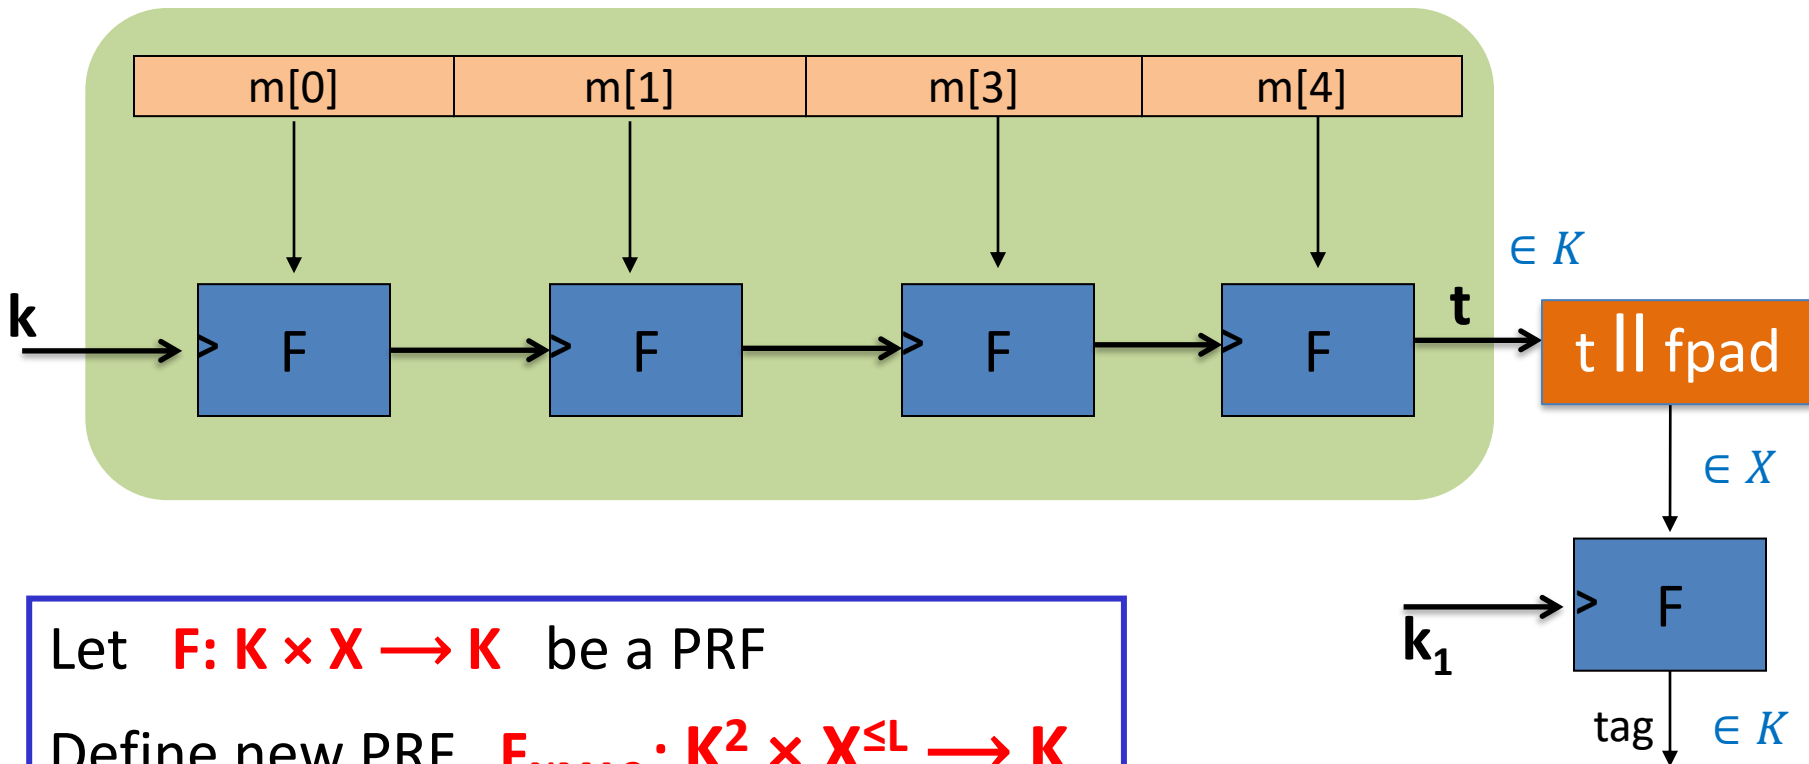 m[0] m[1] m[3] m[4]
∈ K
k > F > F > F > F t t || fpad
∈ X
k₁ > F
tag ∈ K
Let F: K × X ⟶ K be a PRF
Define new PRF : K² × X^≤L ⟶ K